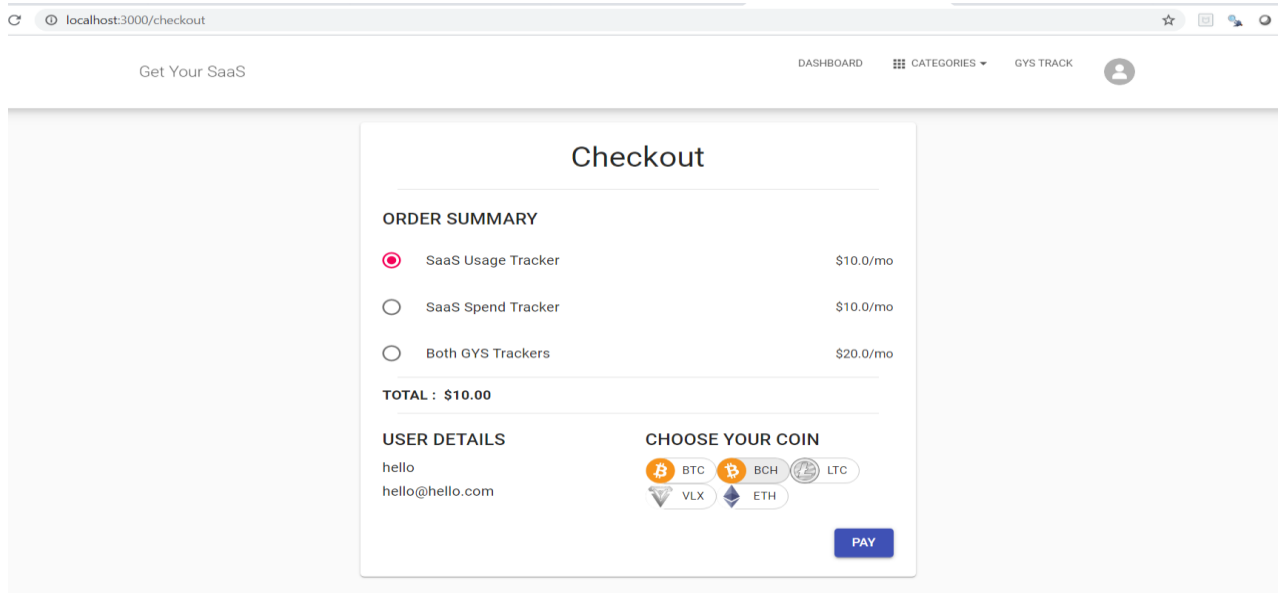 localhost:3000/checkout
Get Your SaaS
DASHBOARD
CATEGORIES
GYS TRACK
Checkout
ORDER SUMMARY
SaaS Usage Tracker $10.0/mo
SaaS Spend Tracker $10.0/mo
Both GYS Trackers $20.0/mo
TOTAL : $10.00
USER DETAILS
hello
hello@hello.com
CHOOSE YOUR COIN
BTC BCH LTC
VLX ETH
PAY